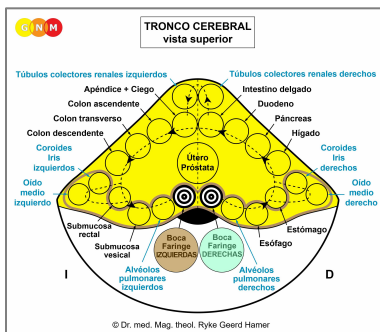 GNM
TRONCO CEREBRAL
vista superior
Túbulos colectores renales izquierdos
Túbulos colectores renales derechos
Apéndice + Ciego
Intestino delgado
Colon ascendente
Duodeno
Colon transverso
Páncreas
Colon descendente
Hígado
Coroides
Iris
izquierdos
Coroides
Iris
derechos
Útero
Próstata
Oído
medio
izquierdo
Oído
medio
derecho
Submucosa
rectal
Submucosa
vesical
Estómago
Esófago
Boca
Faringe
IZQUIERDAS
Boca
Faringe
DERECHAS
Alvéolos
pulmonares
izquierdos
Alvéolos
pulmonares
derechos
I
D
© Dr. med. Mag. theol. Ryke Geerd Hamer